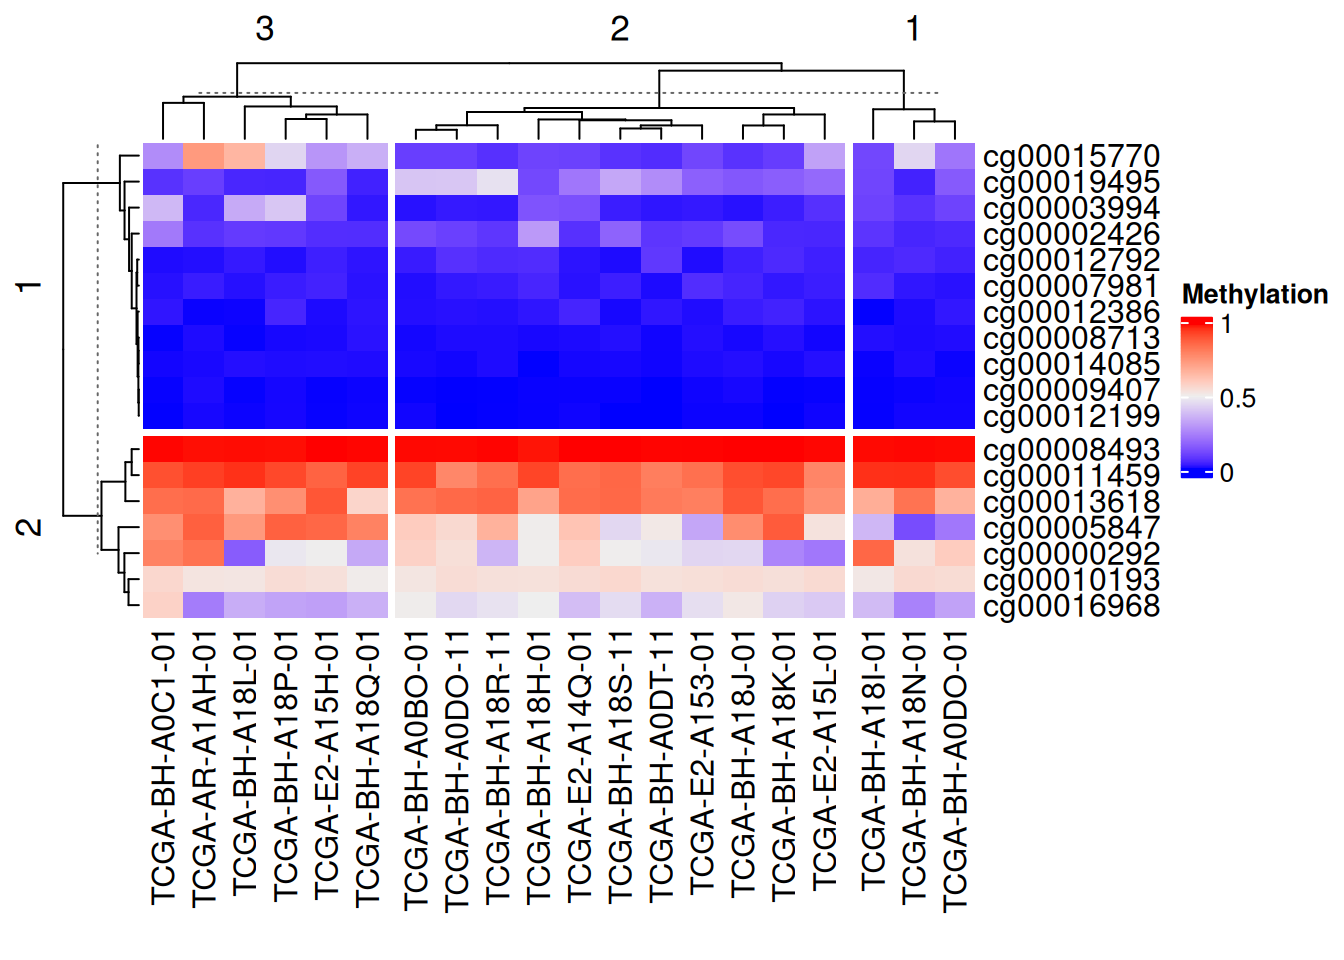 3
2
1
1
2
cg00015770
cg00019495
cg00003994
cg00002426
cg00012792
cg00007981
cg00012386
cg00008713
cg00014085
cg00009407
cg00012199
cg00008493
cg00011459
cg00013618
cg00005847
cg00000292
cg00010193
cg00016968
Methylation
1
0.5
0
TCGA-BH-A0C1-01
TCGA-AR-A1AH-01
TCGA-BH-A18L-01
TCGA-BH-A18P-01
TCGA-E2-A15H-01
TCGA-BH-A18Q-01
TCGA-BH-A0BO-01
TCGA-BH-A0DO-11
TCGA-BH-A18R-11
TCGA-BH-A18H-01
TCGA-E2-A14Q-01
TCGA-BH-A18S-11
TCGA-BH-A0DT-11
TCGA-E2-A153-01
TCGA-BH-A18J-01
TCGA-BH-A18K-01
TCGA-E2-A15L-01
TCGA-BH-A18I-01
TCGA-BH-A18N-01
TCGA-BH-A0DO-01